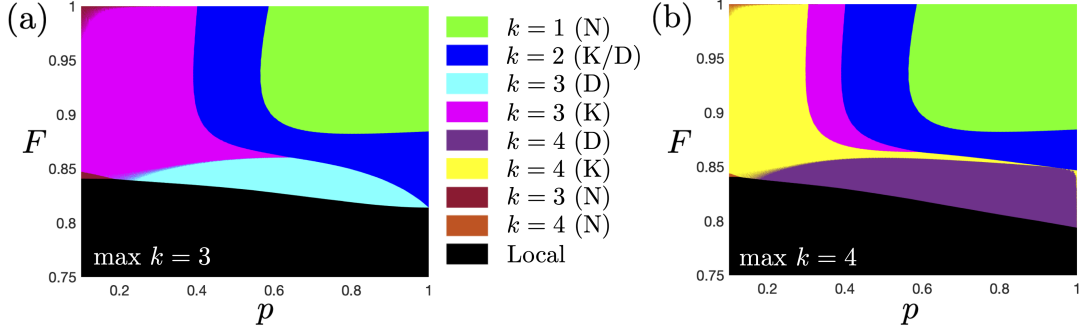 (a)
1
0.95
0.9
F
0.85
0.8
0.75
max k = 3
0.2 0.4 0.6 0.8 1
p
k = 1 (N)
k = 2 (K/D)
k = 3 (D)
k = 3 (K)
k = 4 (D)
k = 4 (K)
k = 3 (N)
k = 4 (N)
Local
(b)
1
0.95
0.9
F
0.85
0.8
0.75
max k = 4
0.2 0.4 0.6 0.8 1
p